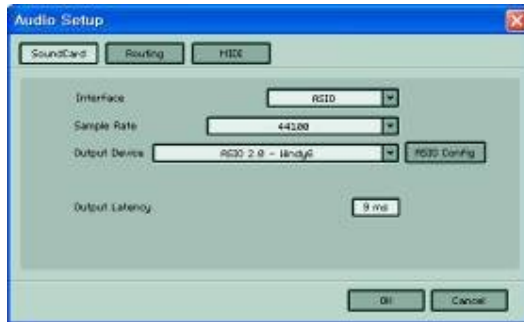 Audio Setup
SoundCard Routing MIDI
Interface ASIO
Sample Rate 44100
Output Device ASIO 2.0 - Windy6 ASIO Config
Output Latency 9 ms
OK Cancel